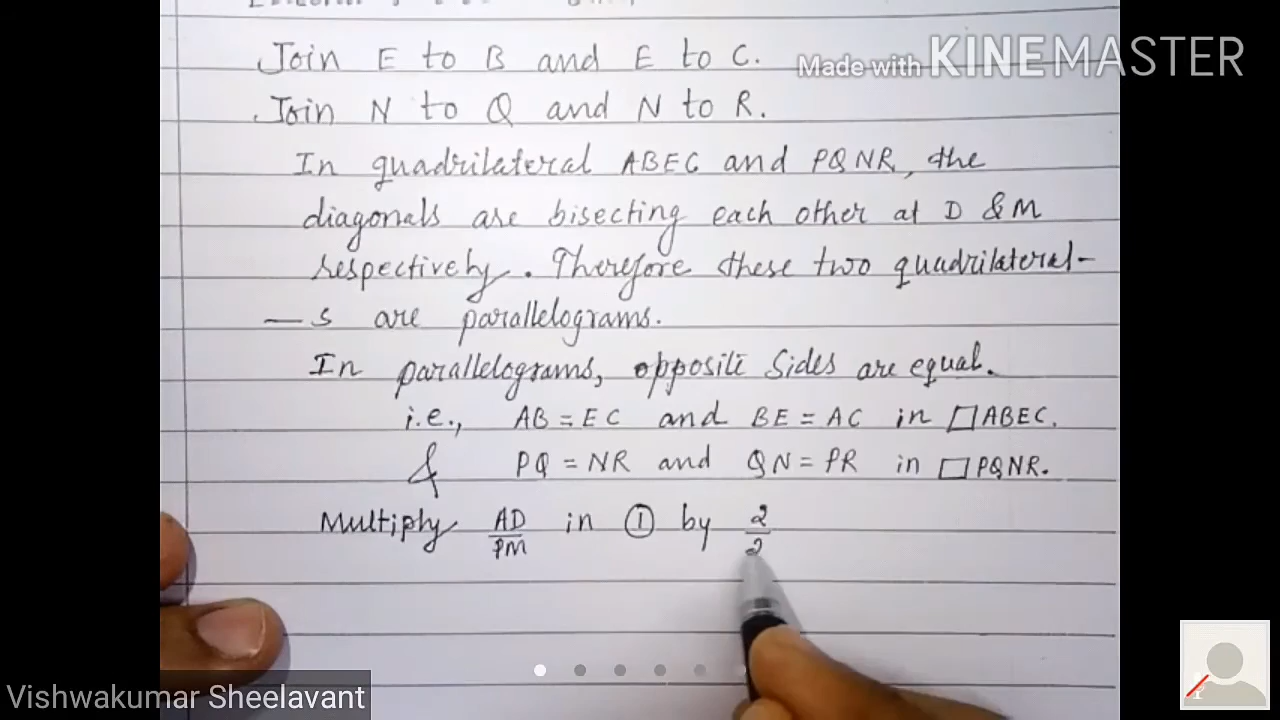 Join E to B and E to C.
Made with KINEMASTER
Join N to Q and N to R.
In quadrilateral ABEC and PQNR, the
diagonals are bisecting each other at D & M
respectively. Therefore these two quadrilateral-
— s are parallelograms.
In parallelograms, opposite sides are equal.
i.e., AB = EC and BE = AC in □ABEC.
& PQ = NR and QN = PR in □PQNR.
Multiply AD/PM in ① by 2/2
Vishwakumar Sheelavant